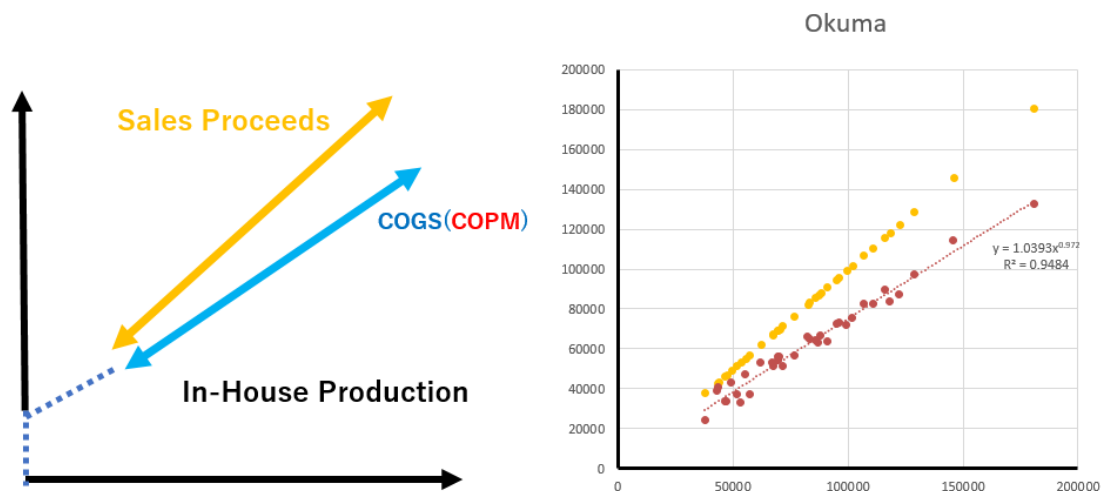 Sales Proceeds
COGS(COPM)
In-House Production
Okuma
200000
180000
160000
140000
120000
100000
80000
60000
40000
20000
0
y = 1.0393x^0.972
R² = 0.9484
0 50000 100000 150000 200000